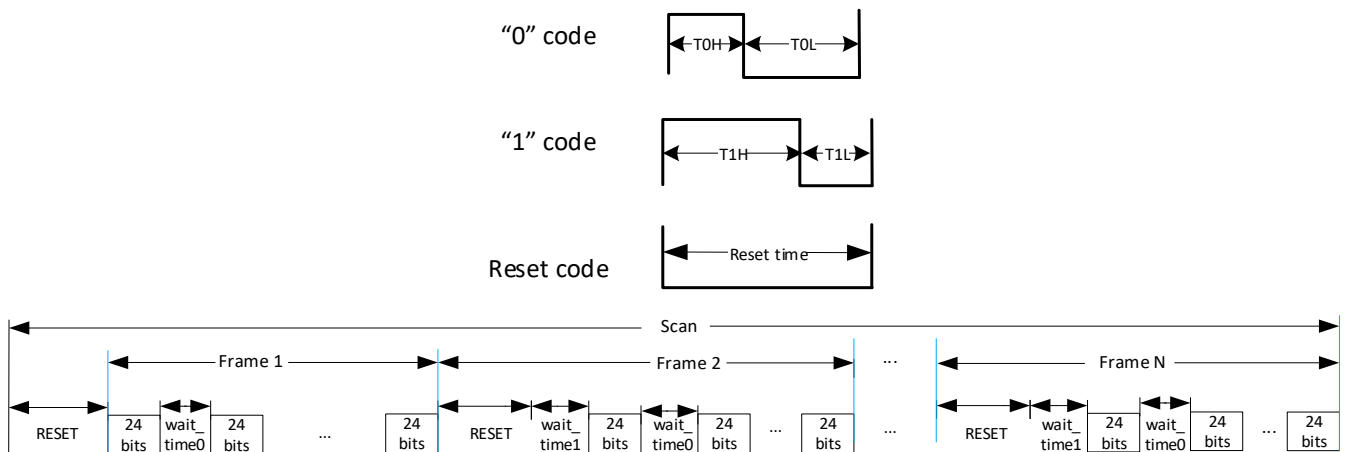 “0” code
T0H
T0L
“1” code
T1H
T1L
Reset code
Reset time
Scan
Frame 1
Frame 2
...
Frame N
RESET
24 bits
wait_
time0
24 bits
...
24 bits
RESET
wait_
time1
24 bits
wait_
time0
24 bits
...
24 bits
...
RESET
wait_
time1
24 bits
wait_
time0
24 bits
...
24 bits